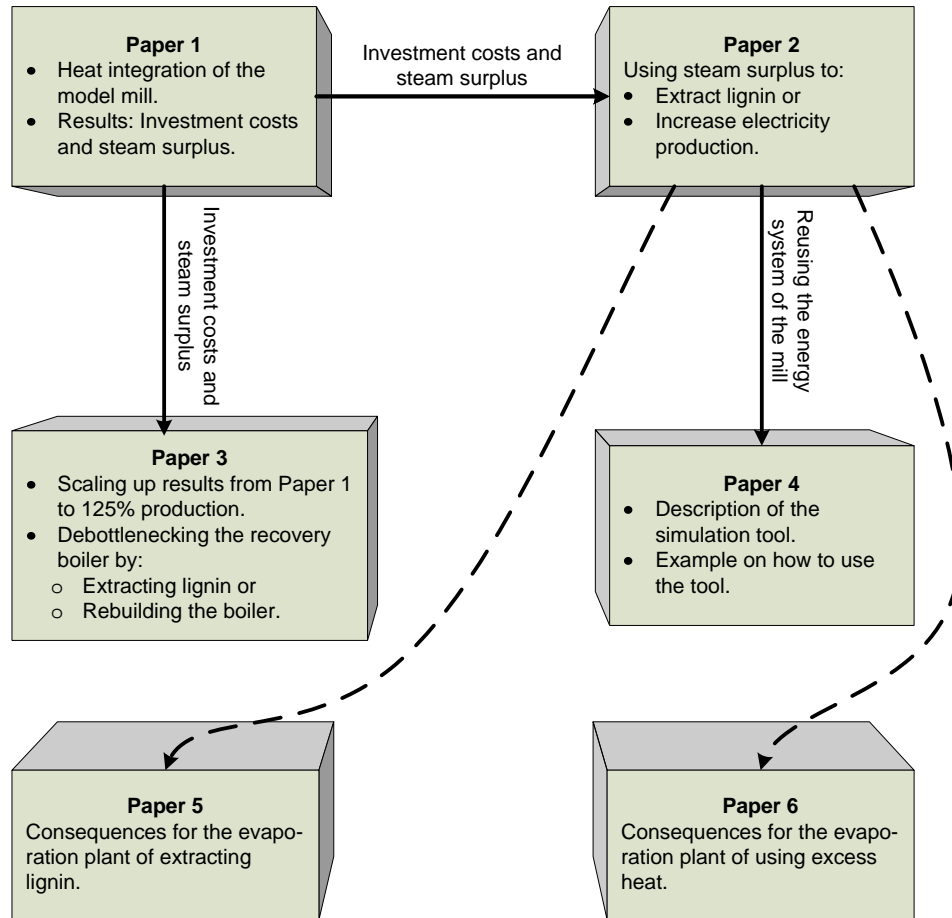 Paper 1
• Heat integration of the
model mill.
• Results: Investment costs
and steam surplus.
Investment costs and
steam surplus
Paper 2
Using steam surplus to:
• Extract lignin or
• Increase electricity
production.
Investment costs and
steam surplus
Reusing the energy
system of the mill
Paper 3
• Scaling up results from Paper 1
to 125% production.
• Debottlenecking the recovery
boiler by:
o Extracting lignin or
o Rebuilding the boiler.
Paper 4
• Description of the
simulation tool.
• Example on how to use
the tool.
Paper 5
Consequences for the evapo-
ration plant of extracting
lignin.
Paper 6
Consequences for the evapo-
ration plant of using excess
heat.